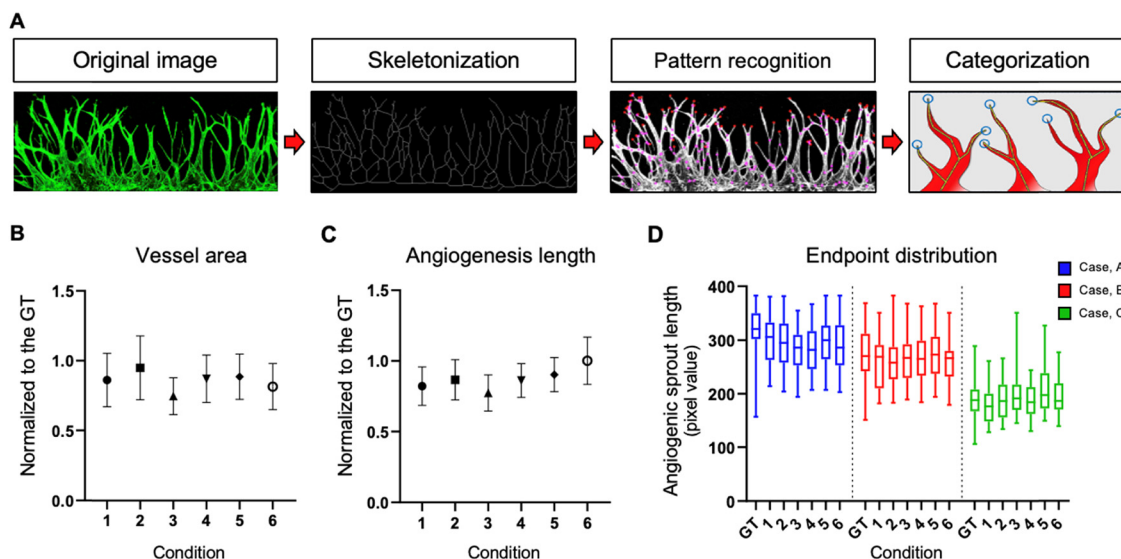 A
Original image
Skeletonization
Pattern recognition
Categorization
B
Vessel area
Normalized to the GT
1.5
1.0
0.5
0.0
1 2 3 4 5 6
Condition
C
Angiogenesis length
Normalized to the GT
1.5
1.0
0.5
0.0
1 2 3 4 5 6
Condition
D
Endpoint distribution
Angiogenic sprout length
(pixel value)
400
300
200
100
0
GT 1 2 3 4 5 6 GT 1 2 3 4 5 6 GT 1 2 3 4 5 6
Condition
Case, A
Case,
Case,